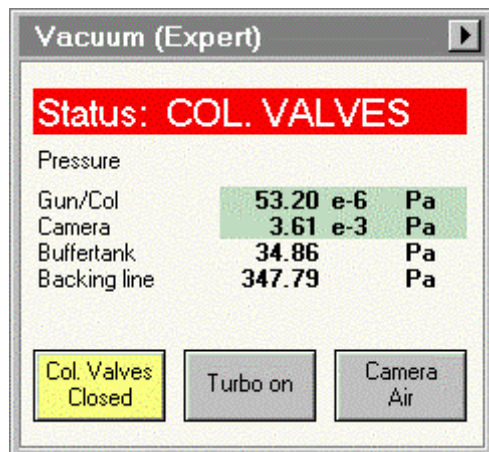 Vacuum (Expert)
Status: COL. VALVES
Pressure
Gun/Col 53.20 e-6 Pa
Camera 3.61 e-3 Pa
Buffertank 34.86 Pa
Backing line 347.79 Pa
Col. Valves
Closed
Turbo on
Camera
Air